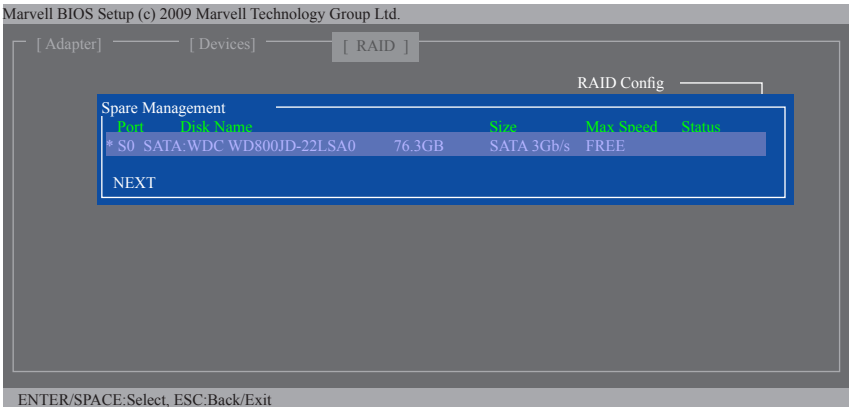 Marvell BIOS Setup (c) 2009 Marvell Technology Group Ltd.
[ Adapter] [ Devices] [ RAID ]
RAID Config
Spare Management
Port Disk Name Size Max Speed Status
* S0 SATA:WDC WD800JD-22LSA0 76.3GB SATA 3Gb/s FREE
NEXT
ENTER/SPACE:Select, ESC:Back/Exit